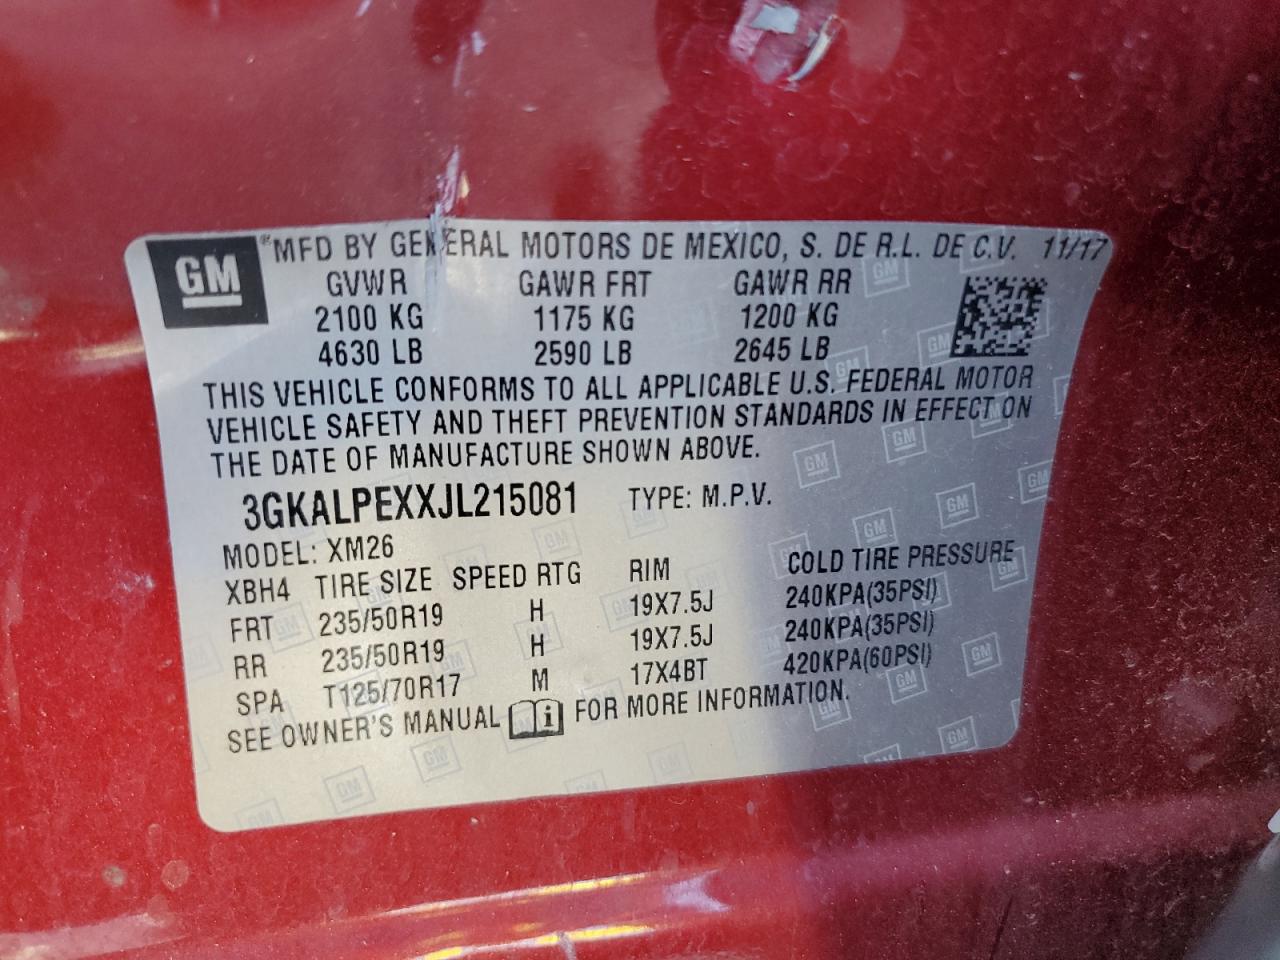 GM ® MFD BY GENERAL MOTORS DE MEXICO, S. DE R.L. DE C.V. 11/17
GVWR GAWR FRT GAWR RR
2100 KG 1175 KG 1200 KG
4630 LB 2590 LB 2645 LB
THIS VEHICLE CONFORMS TO ALL APPLICABLE U.S. FEDERAL MOTOR
VEHICLE SAFETY AND THEFT PREVENTION STANDARDS IN EFFECT ON
THE DATE OF MANUFACTURE SHOWN ABOVE.
3GKALPEXXJL215081 TYPE: M.P.V.
MODEL: XM26
XBH4 TIRE SIZE SPEED RTG RIM COLD TIRE PRESSURE
FRT 235/50R19 H 19X7.5J 240KPA(35PSI)
RR 235/50R19 H 19X7.5J 240KPA(35PSI)
SPA T125/70R17 M 17X4BT 420KPA(60PSI)
SEE OWNER'S MANUAL i FOR MORE INFORMATION.